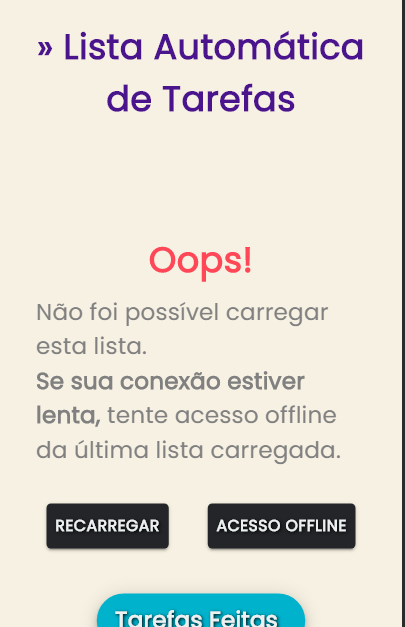 » Lista Automática
de Tarefas
Oops!
Não foi possível carregar
esta lista.
Se sua conexão estiver
lenta, tente acesso offline
da última lista carregada.
RECARREGAR ACESSO OFFLINE
Tarefas Feitas